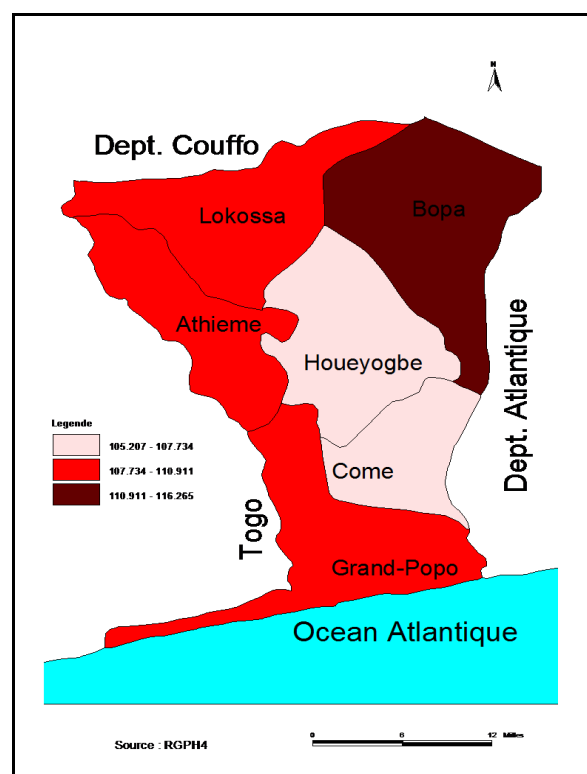 N
Dept. Couffo
Lokossa
Bopa
Athieme
Houeyogbe
Dept. Atlantique
Legende
105.207 - 107.734
107.734 - 110.911
110.911 - 116.265
Come
Togo
Grand-Popo
Ocean Atlantique
Source : RGPH4
0 6 12 Miles